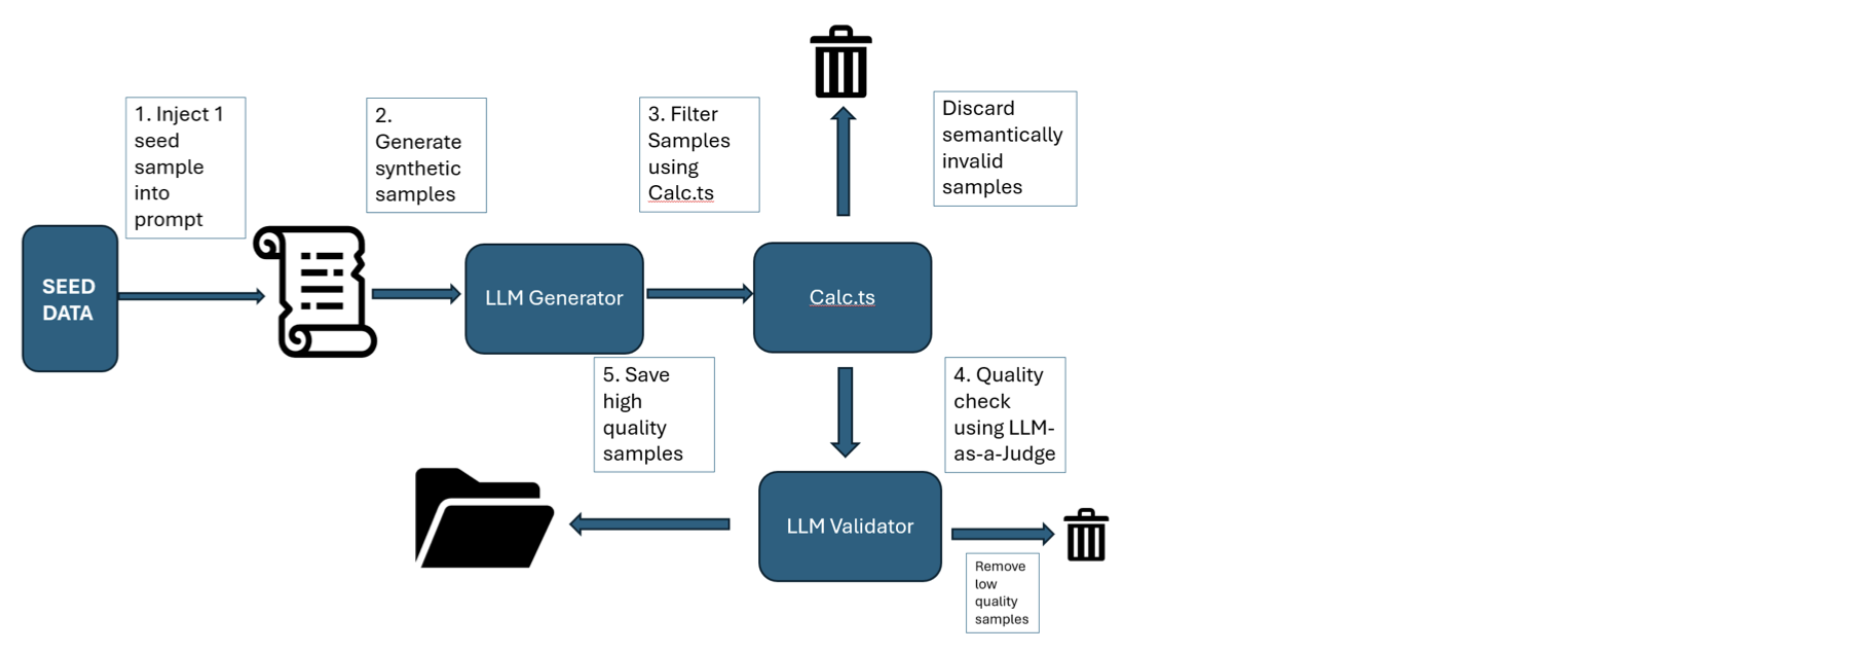 1. Inject 1
seed
sample
into
prompt
2.
Generate
synthetic
samples
3. Filter
Samples
using
Calc.ts
Discard
semantically
invalid
samples
SEED
DATA
LLM Generator
Calc.ts
5. Save
high
quality
samples
4. Quality
check
using LLM-
as-a-Judge
LLM Validator
Remove
low
quality
samples